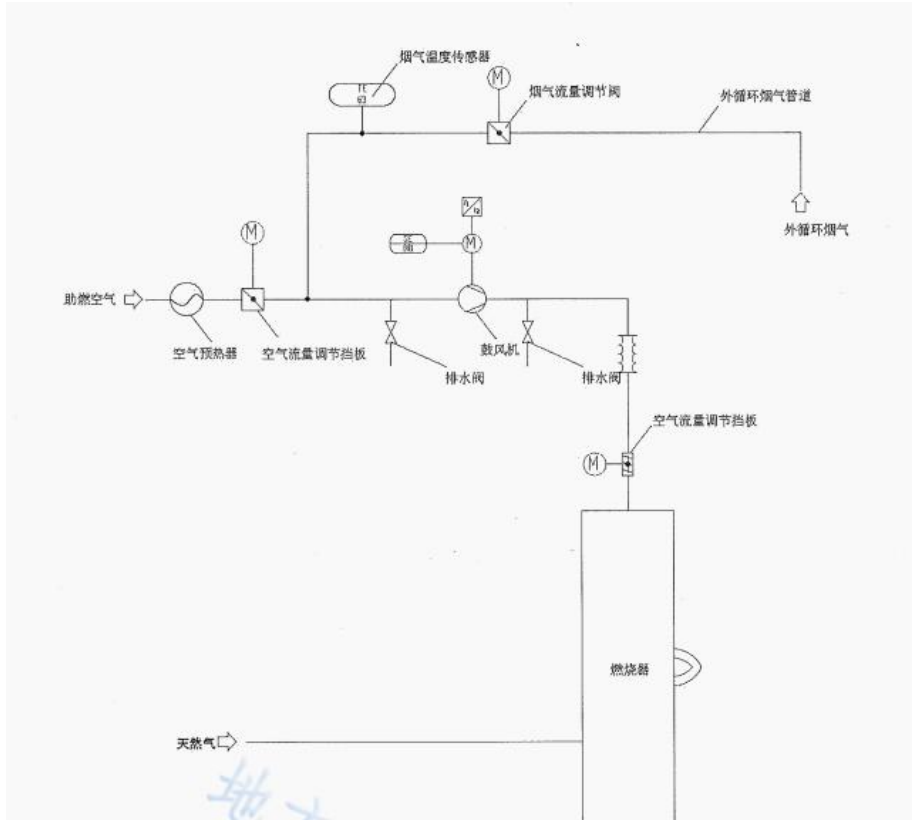 烟气温度传感器
M
烟气流量调节阀
外循环烟气管道
外循环烟气
M
M
助燃空气
空气预热器
空气流量调节挡板
鼓风机
排水阀
排水阀
空气流量调节挡板
M
燃烧器
天然气